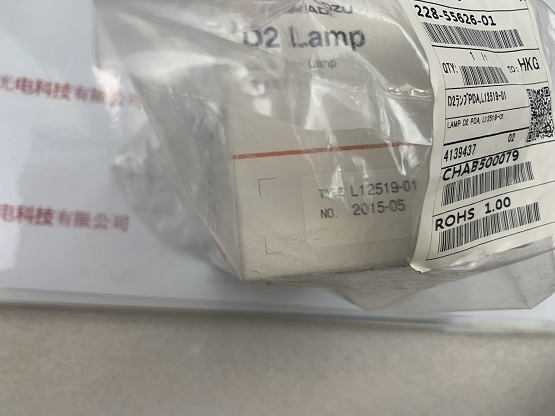 228-55626-01
D2 Lamp
Lamp
QTY:
TO: HKG
D2ランプPDA,L12519-01
LAMP D2 PDA, L12519-01
4139437
02
CHAB500079
ROHS 1.00
TYPE L12519-01
NO. 2015-05
光电科技有限公司
电科技有限公司